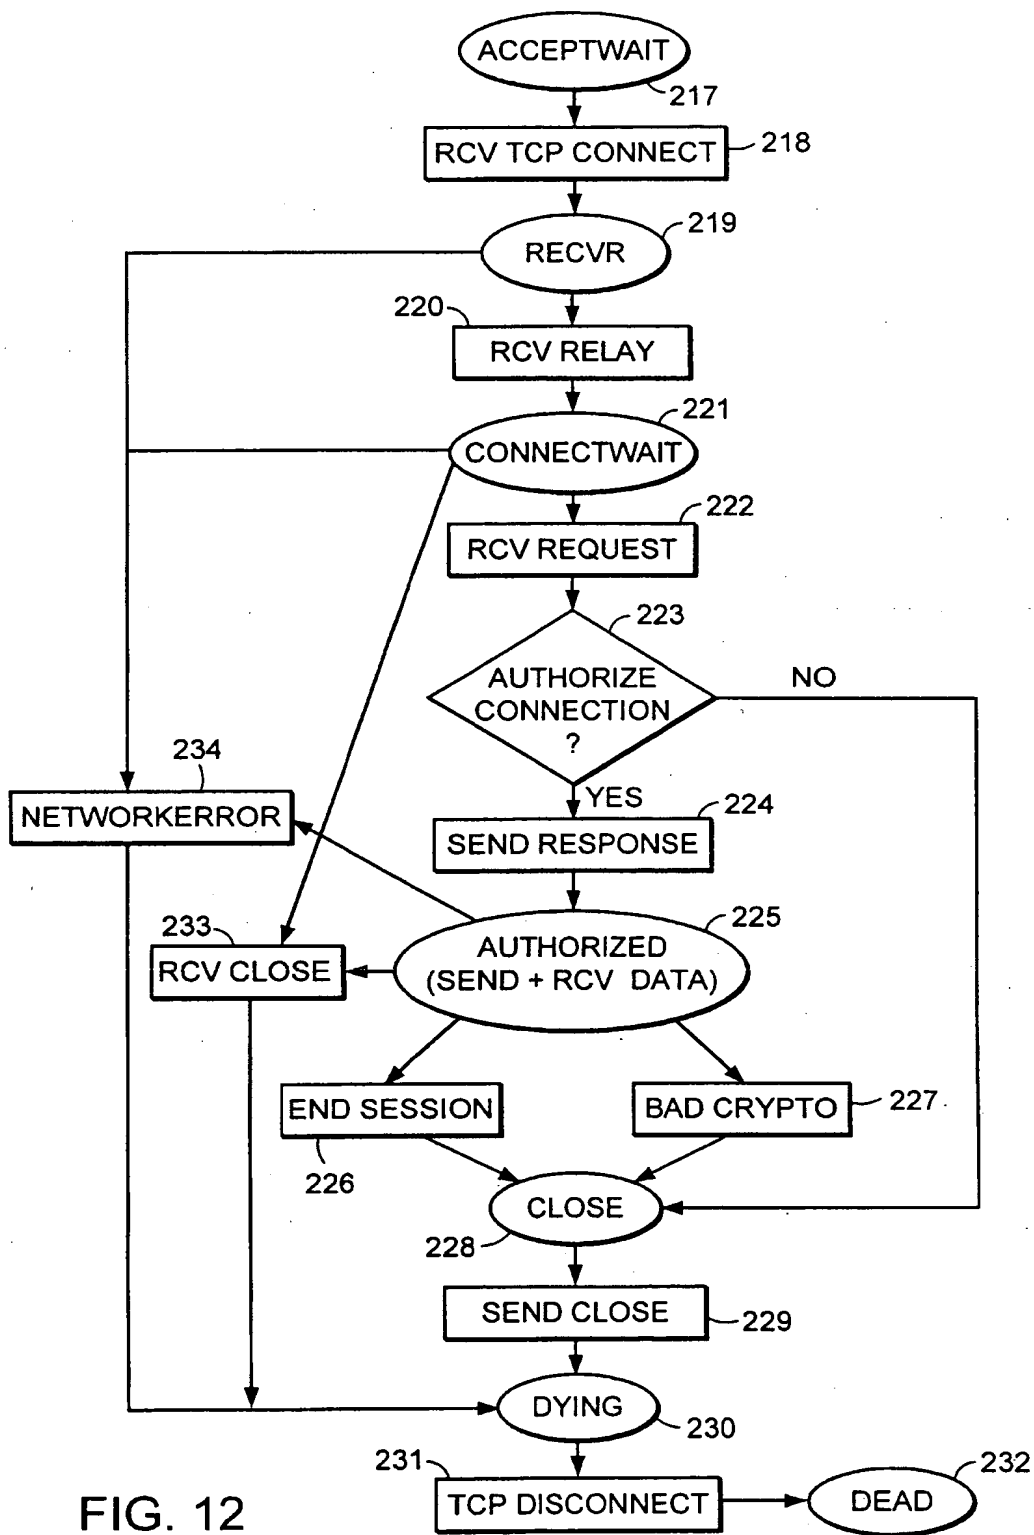 ACCEPTWAIT
217
RCV TCP CONNECT
218
RECVR
219
220
RCV RELAY
221
CONNECTWAIT
222
RCV REQUEST
223
AUTHORIZE
CONNECTION
?
NO
YES
234
NETWORKERROR
224
SEND RESPONSE
225
AUTHORIZED
(SEND + RCV DATA)
233
RCV CLOSE
END SESSION
226
BAD CRYPTO
227
CLOSE
228
SEND CLOSE
229
DYING
230
231
TCP DISCONNECT
232
DEAD
FIG. 12